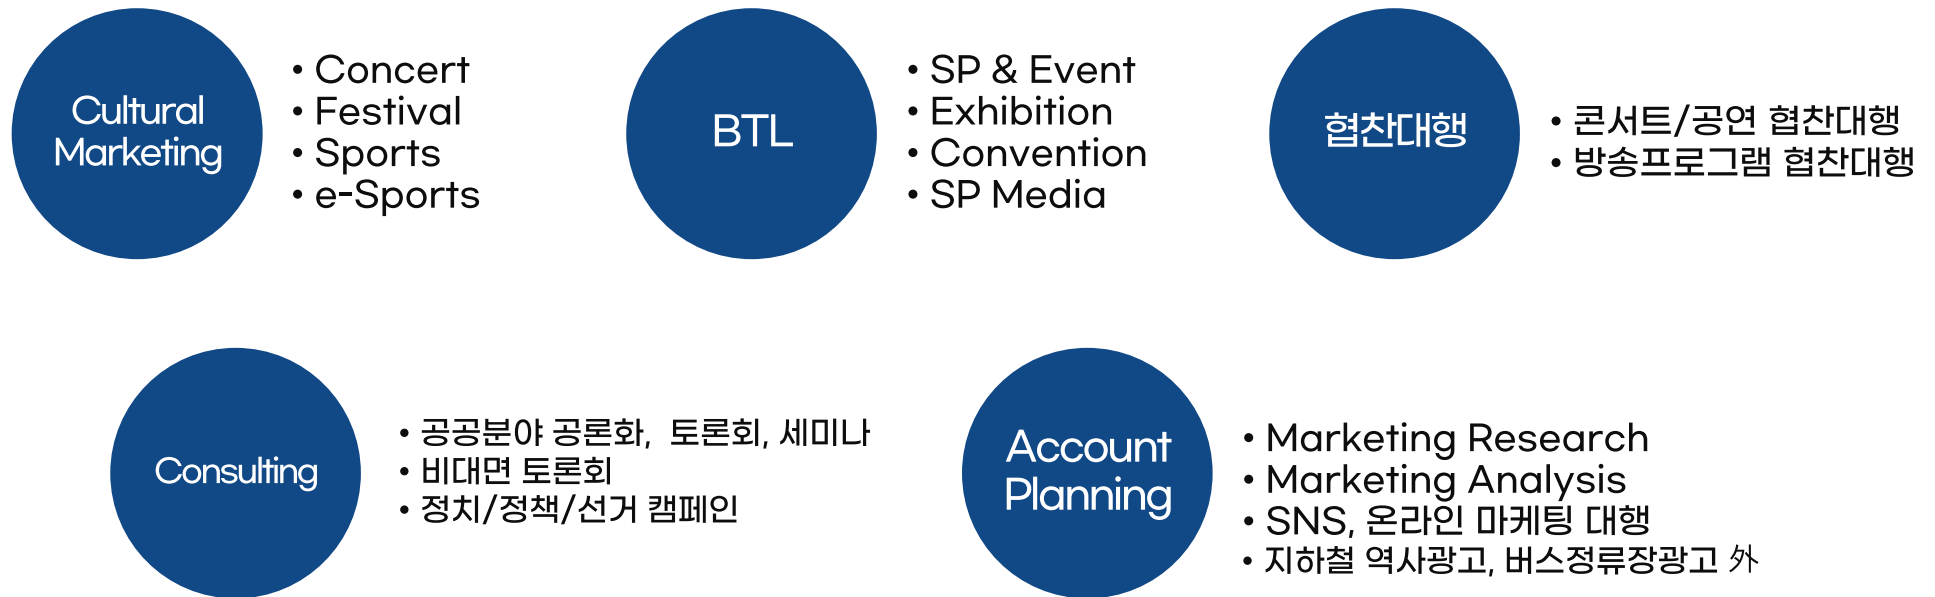 Cultural
Marketing
• Concert
• Festival
• Sports
• e-Sports
BTL
• SP & Event
• Exhibition
• Convention
• SP Media
협찬대행
• 콘서트/공연 협찬대행
• 방송프로그램 협찬대행
Consulting
• 공공분야 공론화, 토론회, 세미나
• 비대면 토론회
• 정치/정책/선거 캠페인
Account
Planning
• Marketing Research
• Marketing Analysis
• SNS, 온라인 마케팅 대행
• 지하철 역사광고, 버스정류장광고 外